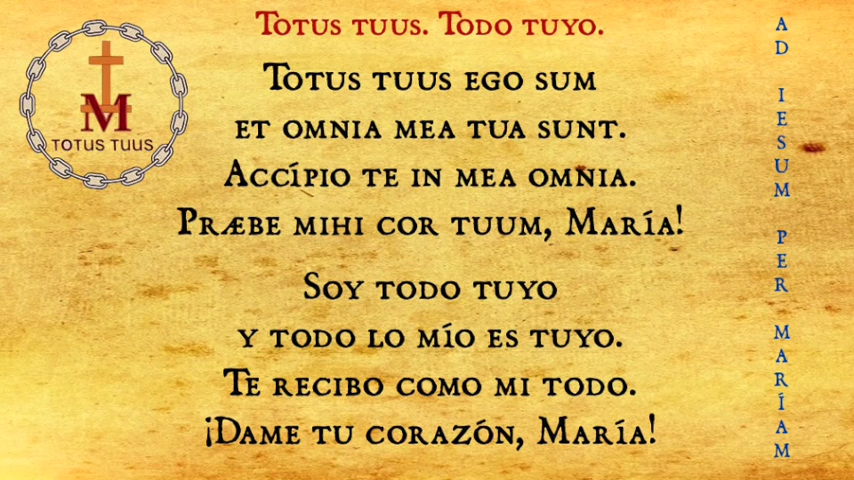 Totus tuus. Todo tuyo.
M
TOTUS TUUS
Totus tuus ego sum
et omnia mea tua sunt.
Accípio te in mea omnia.
Præbe mihi cor tuum, María!
Soy todo tuyo
y todo lo mío es tuyo.
Te recibo como mi todo.
¡Dame tu corazón, María!
AD IESUM PER MARÍAM